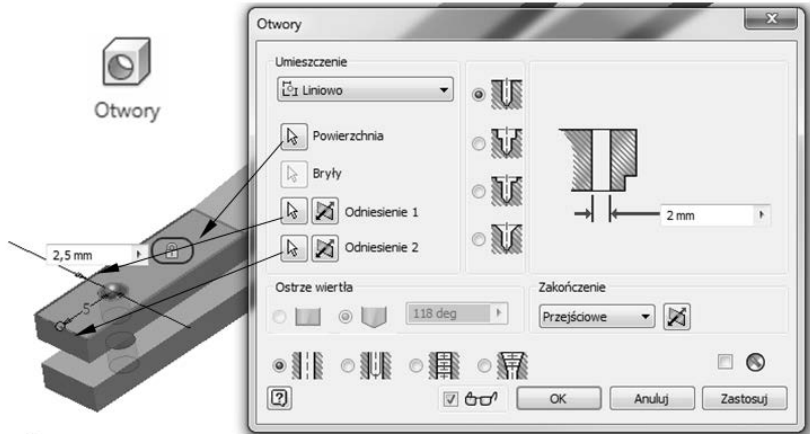 Otwory
Otwory
Umieszczenie
Liniowo
Powierzchnia
Bryły
Odniesienie 1
Odniesienie 2
2,5 mm
5
2 mm
Ostrze wiertła
118 deg
Zakończenie
Przejściowe
OK
Anuluj
Zastosuj